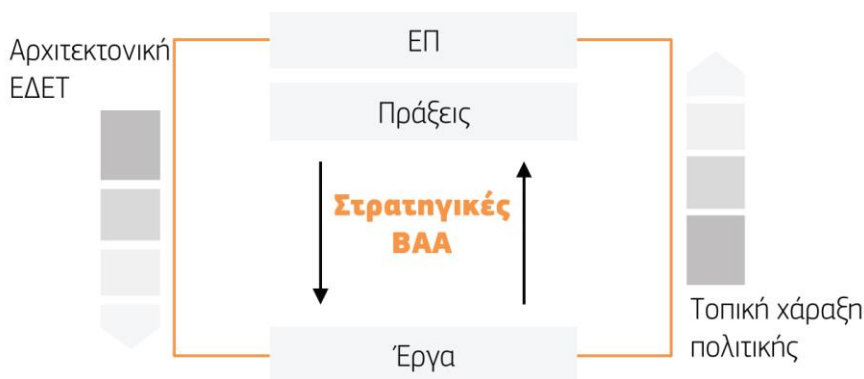 Αρχιτεκτονική
ΕΔΕΤ
ΕΠ
Πράξεις
Στρατηγικές
ΒΑΑ
Έργα
Τοπική χάραξη
πολιτικής